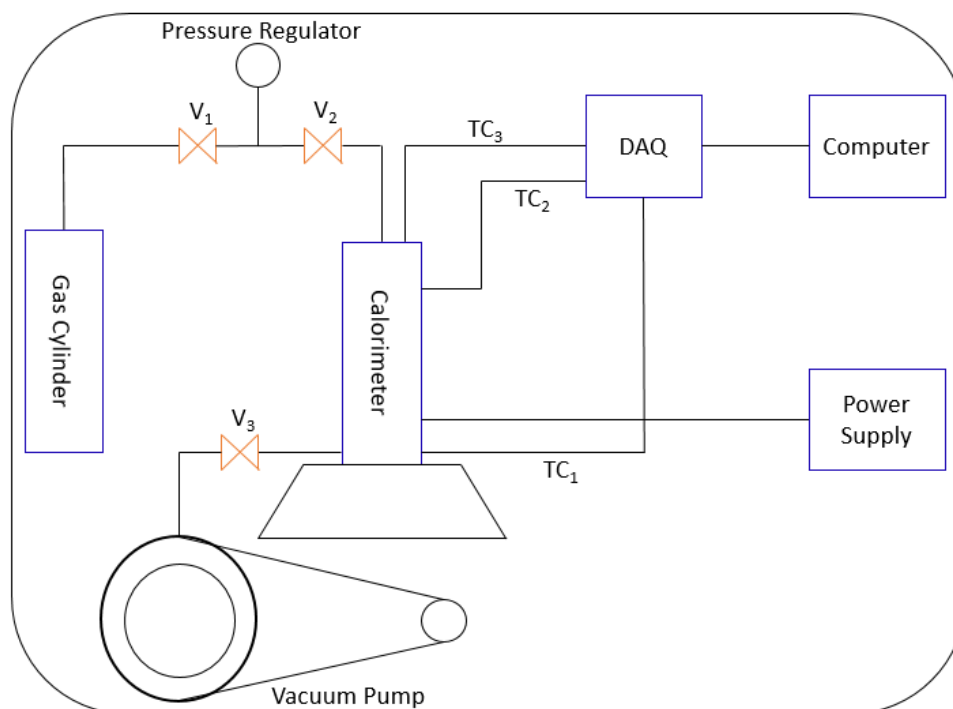 Pressure Regulator
V₁
V₂
TC₃
DAQ
Computer
TC₂
Gas Cylinder
Calorimeter
Power
Supply
V₃
TC₁
Vacuum Pump